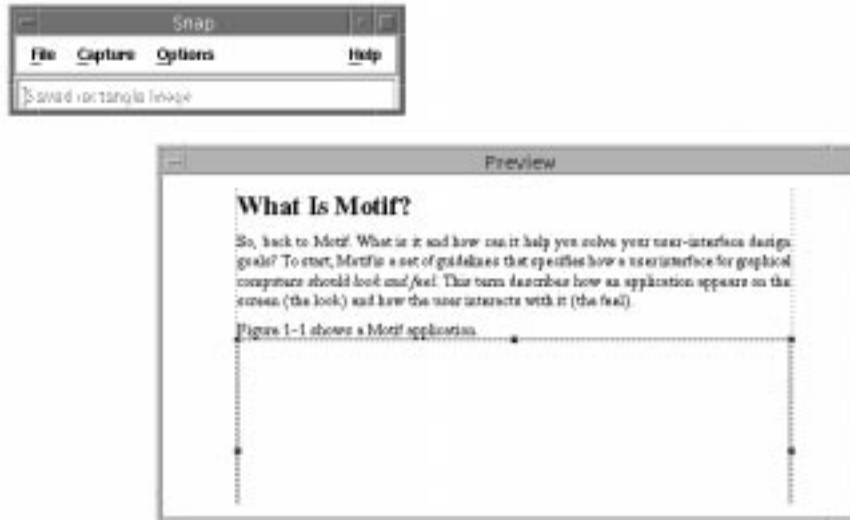 Snap
File Capture Options Help
Saved rectangle image
Preview
What Is Motif?
So, back to Motif. What is it and how can it help you solve your user-interface design
goals? To start, Motif is a set of guidelines that specifies how a user interface for graphical
computers should look and feel. This term describes how an application appears on the
screen (the look) and how the user interacts with it (the feel).
Figure 1-1 shows a Motif application.